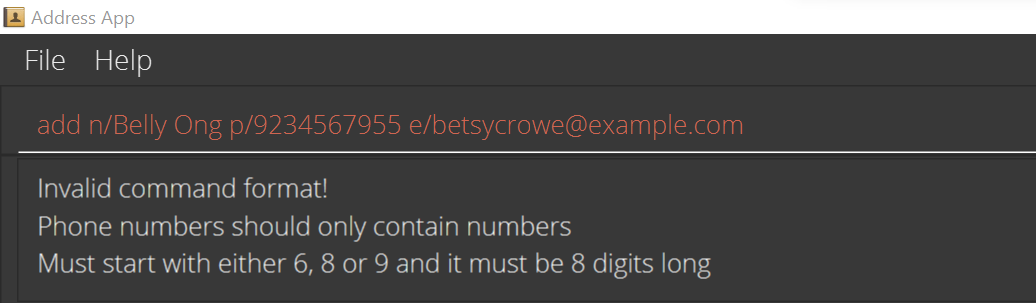 Address App
File Help
add n/Belly Ong p/9234567955 e/betsycrowe@example.com
Invalid command format!
Phone numbers should only contain numbers
Must start with either 6, 8 or 9 and it must be 8 digits long